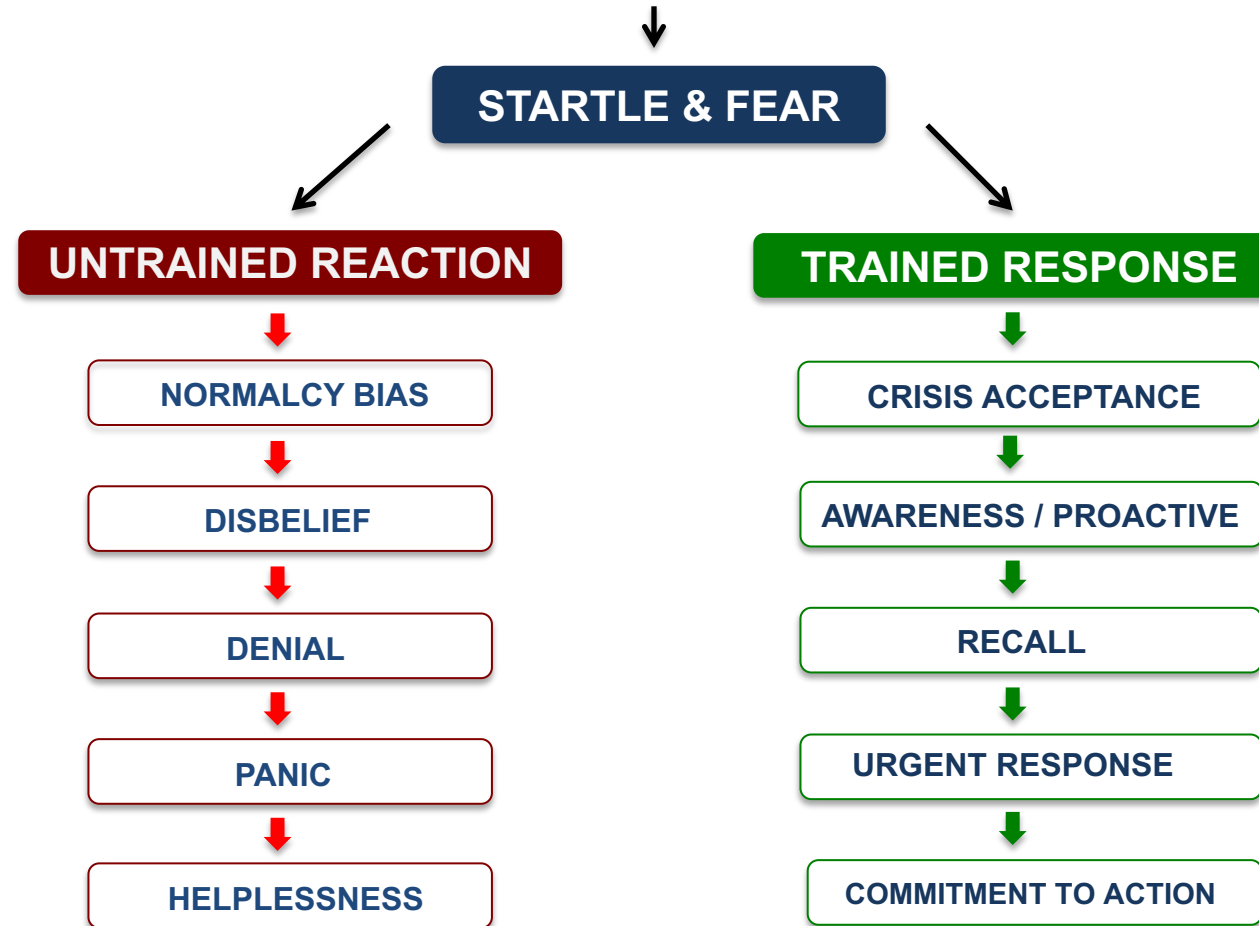 STARTLE & FEAR
UNTRAINED REACTION
NORMALCY BIAS
DISBELIEF
DENIAL
PANIC
HELPLESSNESS
TRAINED RESPONSE
CRISIS ACCEPTANCE
AWARENESS / PROACTIVE
RECALL
URGENT RESPONSE
COMMITMENT TO ACTION